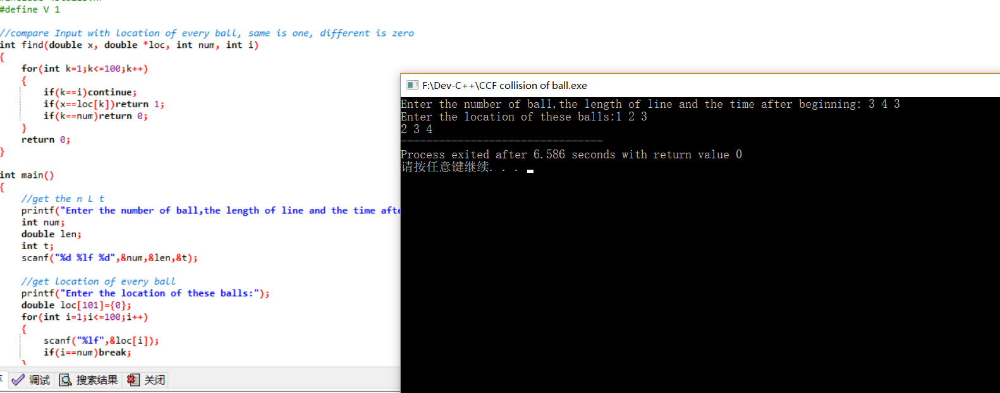 #define V 1
//compare Input with location of every ball, same is one, different is zero
int find(double x, double *loc, int num, int i)
{
for(int k=1;k<=100;k++)
{
if(k==i)continue;
if(x==loc[k])return 1;
if(k==num)return 0;
}
return 0;
}
int main()
{
//get the n L t
printf("Enter the number of ball,the length of line and the time afte
int num;
double len;
int t;
scanf("%d %lf %d",&num,&len,&t);
//get location of every ball
printf("Enter the location of these balls:");
double loc[101]={0};
for(int i=1;i<=100;i++)
{
scanf("%lf",&loc[i]);
if(i==num)break;
}
调试 搜索结果 关闭
F:\Dev-C++\CCF collision of ball.exe
Enter the number of ball,the length of line and the time after beginning: 3 4 3
Enter the location of these balls:1 2 3
2 3 4
--------------------------------
Process exited after 6.586 seconds with return value 0
请按任意键继续. . .